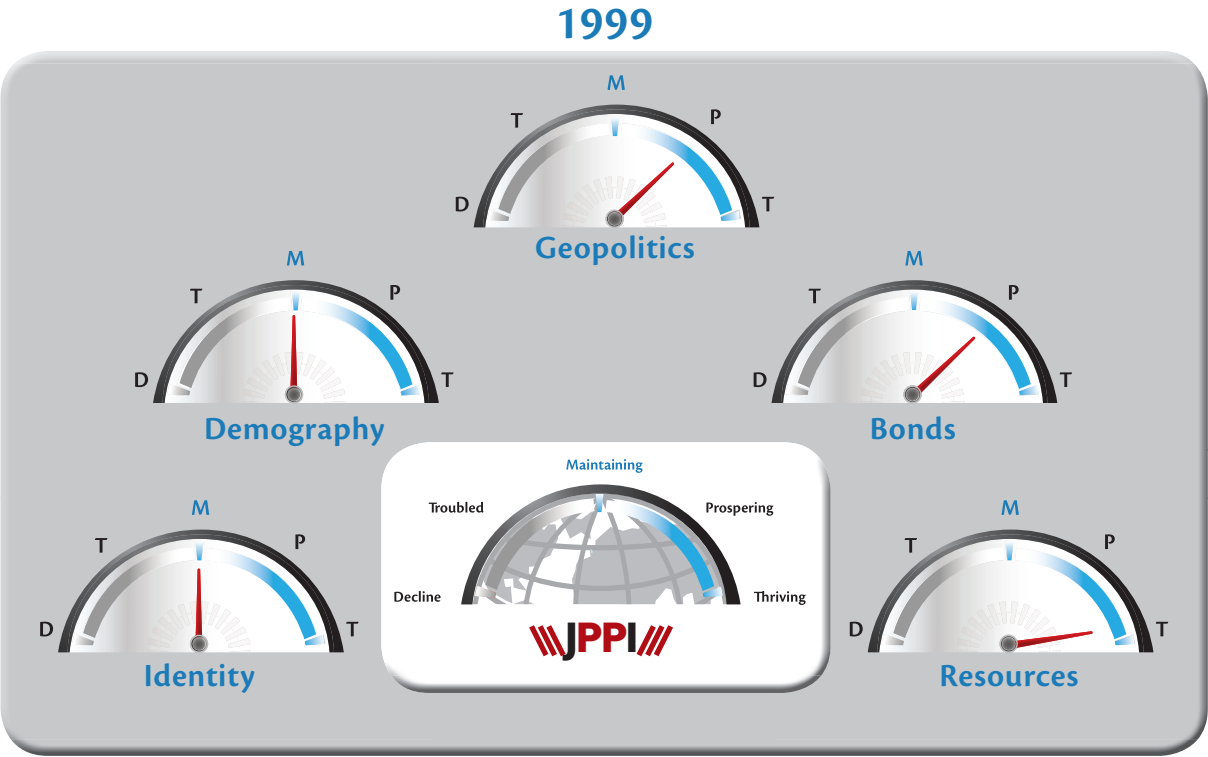 1999
M
T
P
D
T
Geopolitics
M
T
P
D
T
Demography
M
T
P
D
T
Bonds
Maintaining
Troubled
Prospering
Decline
Thriving
JPPI
M
T
P
D
T
Identity
M
T
P
D
T
Resources